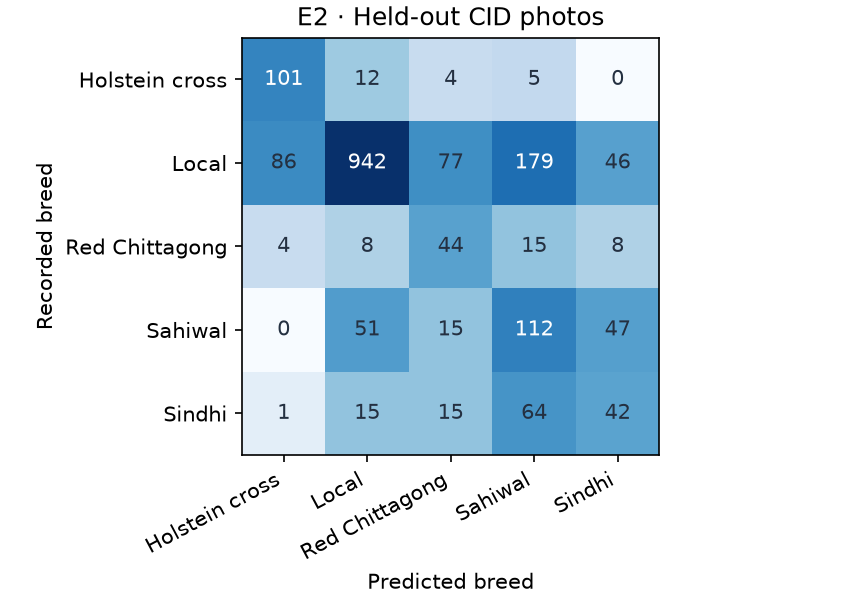 E2 · Held-out CID photos
Recorded breed
Holstein cross 101 12 4 5 0
Local 86 942 77 179 46
Red Chittagong 4 8 44 15 8
Sahiwal 0 51 15 112 47
Sindhi 1 15 15 64 42
Holstein cross Local Red Chittagong Sahiwal Sindhi
Predicted breed